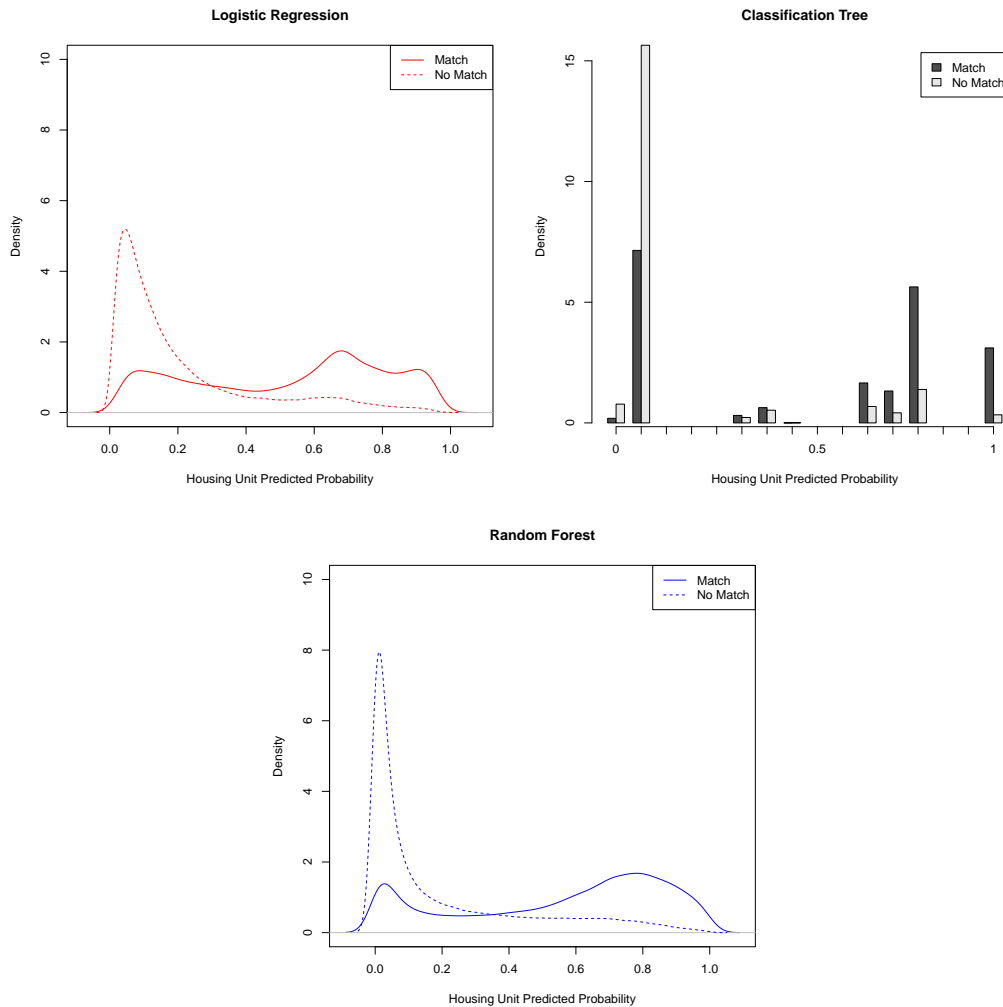 Logistic Regression
Match
No Match
10
8
6
4
2
0
Density
0.0 0.2 0.4 0.6 0.8 1.0
Housing Unit Predicted Probability
Classification Tree
Match
No Match
15
10
5
0
Density
0 0.5 1
Housing Unit Predicted Probability
Random Forest
Match
No Match
10
8
6
4
2
0
Density
0.0 0.2 0.4 0.6 0.8 1.0
Housing Unit Predicted Probability